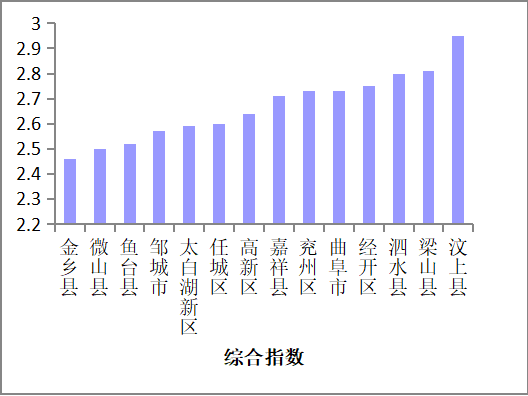 3
2.9
2.8
2.7
2.6
2.5
2.4
2.3
2.2
金乡县
微山县
鱼台县
邹城市
太白湖新区
任城区
高新区
嘉祥县
兖州区
曲阜市
经开区
泗水县
梁山县
汶上县
综合指数